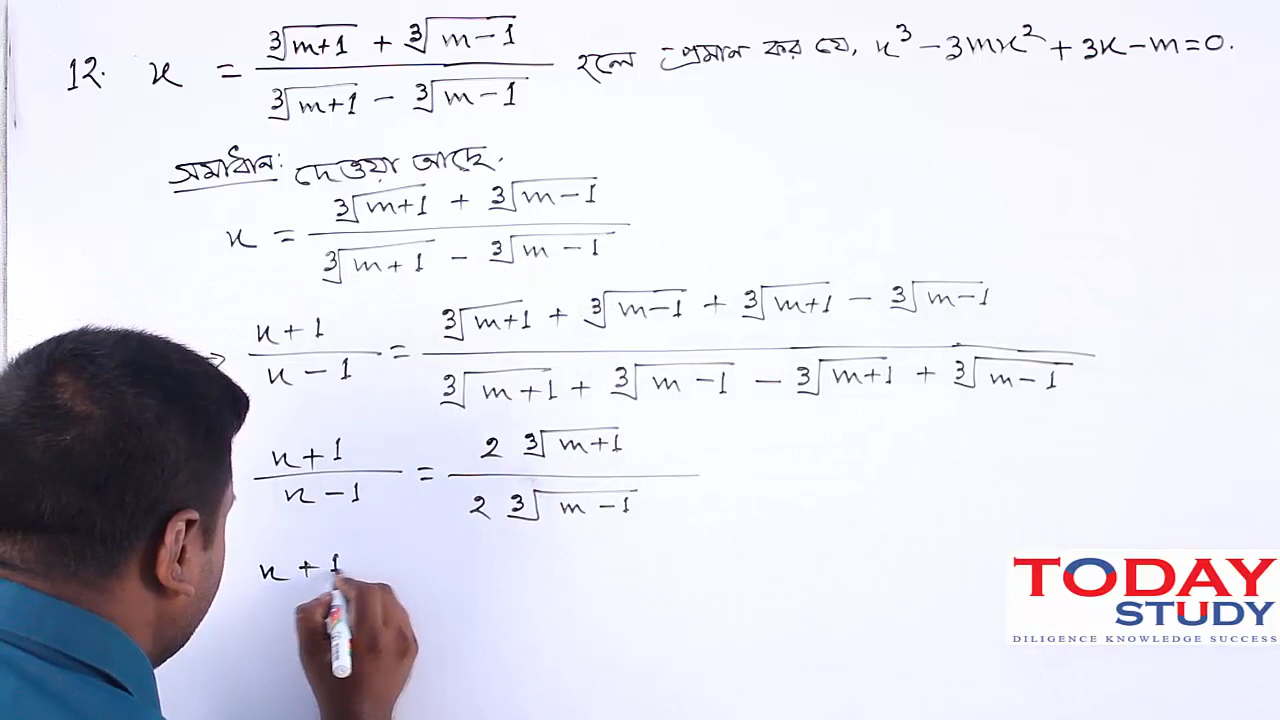 12. x = (∛(m+1) + ∛(m-1)) / (∛(m+1) - ∛(m-1)) হলে প্রমান কর যে, x³ - 3mx² + 3x - m = 0.
সমাধান: দেওয়া আছে.
x = (∛(m+1) + ∛(m-1)) / (∛(m+1) - ∛(m-1))
⇒ (x+1)/(x-1) = (∛(m+1) + ∛(m-1) + ∛(m+1) - ∛(m-1)) / (∛(m+1) + ∛(m-1) - ∛(m+1) + ∛(m-1))
(x+1)/(x-1) = (2 ∛(m+1)) / (2 ∛(m-1))
x + 1
TODAY
STUDY
DILIGENCE KNOWLEDGE SUCCESS